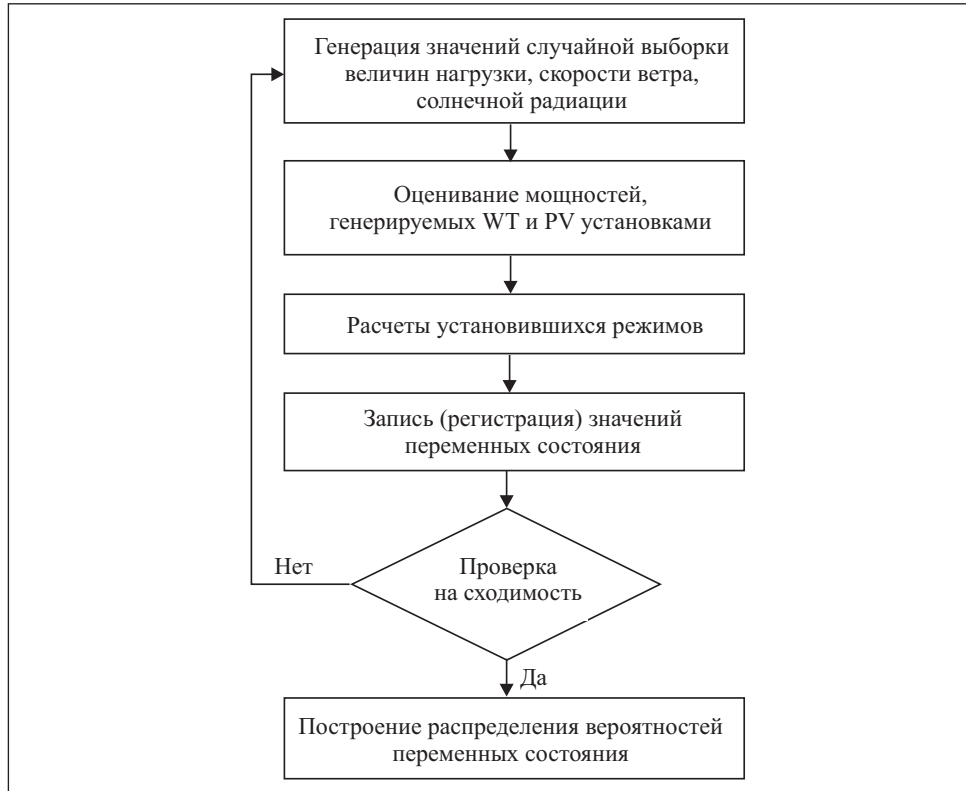 Генерация значений случайной выборки
величин нагрузки, скорости ветра,
солнечной радиации
Оценивание мощностей,
генерируемых WT и PV установками
Расчеты установившихся режимов
Запись (регистрация) значений
переменных состояния
Нет
Проверка
на сходимость
Да
Построение распределения вероятностей
переменных состояния